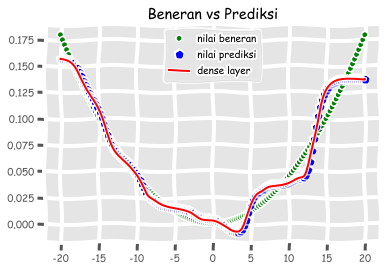 Beneran vs Prediksi
nilai beneran
nilai prediksi
dense layer
0.175
0.150
0.125
0.100
0.075
0.050
0.025
0.000
-20 -15 -10 -5 0 5 10 15 20